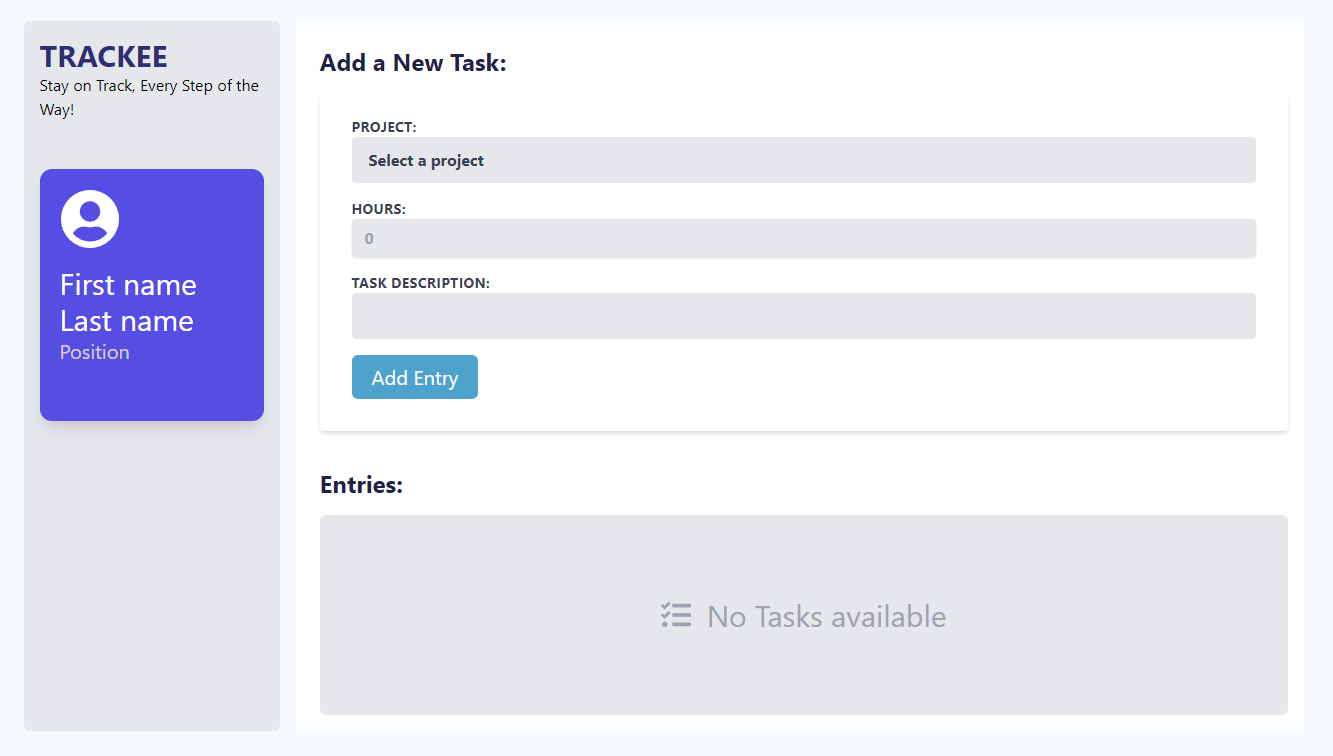 TRACKEE
Stay on Track, Every Step of the
Way!
First name
Last name
Position
Add a New Task:
PROJECT:
Select a project
HOURS:
0
TASK DESCRIPTION:
Add Entry
Entries:
No Tasks available